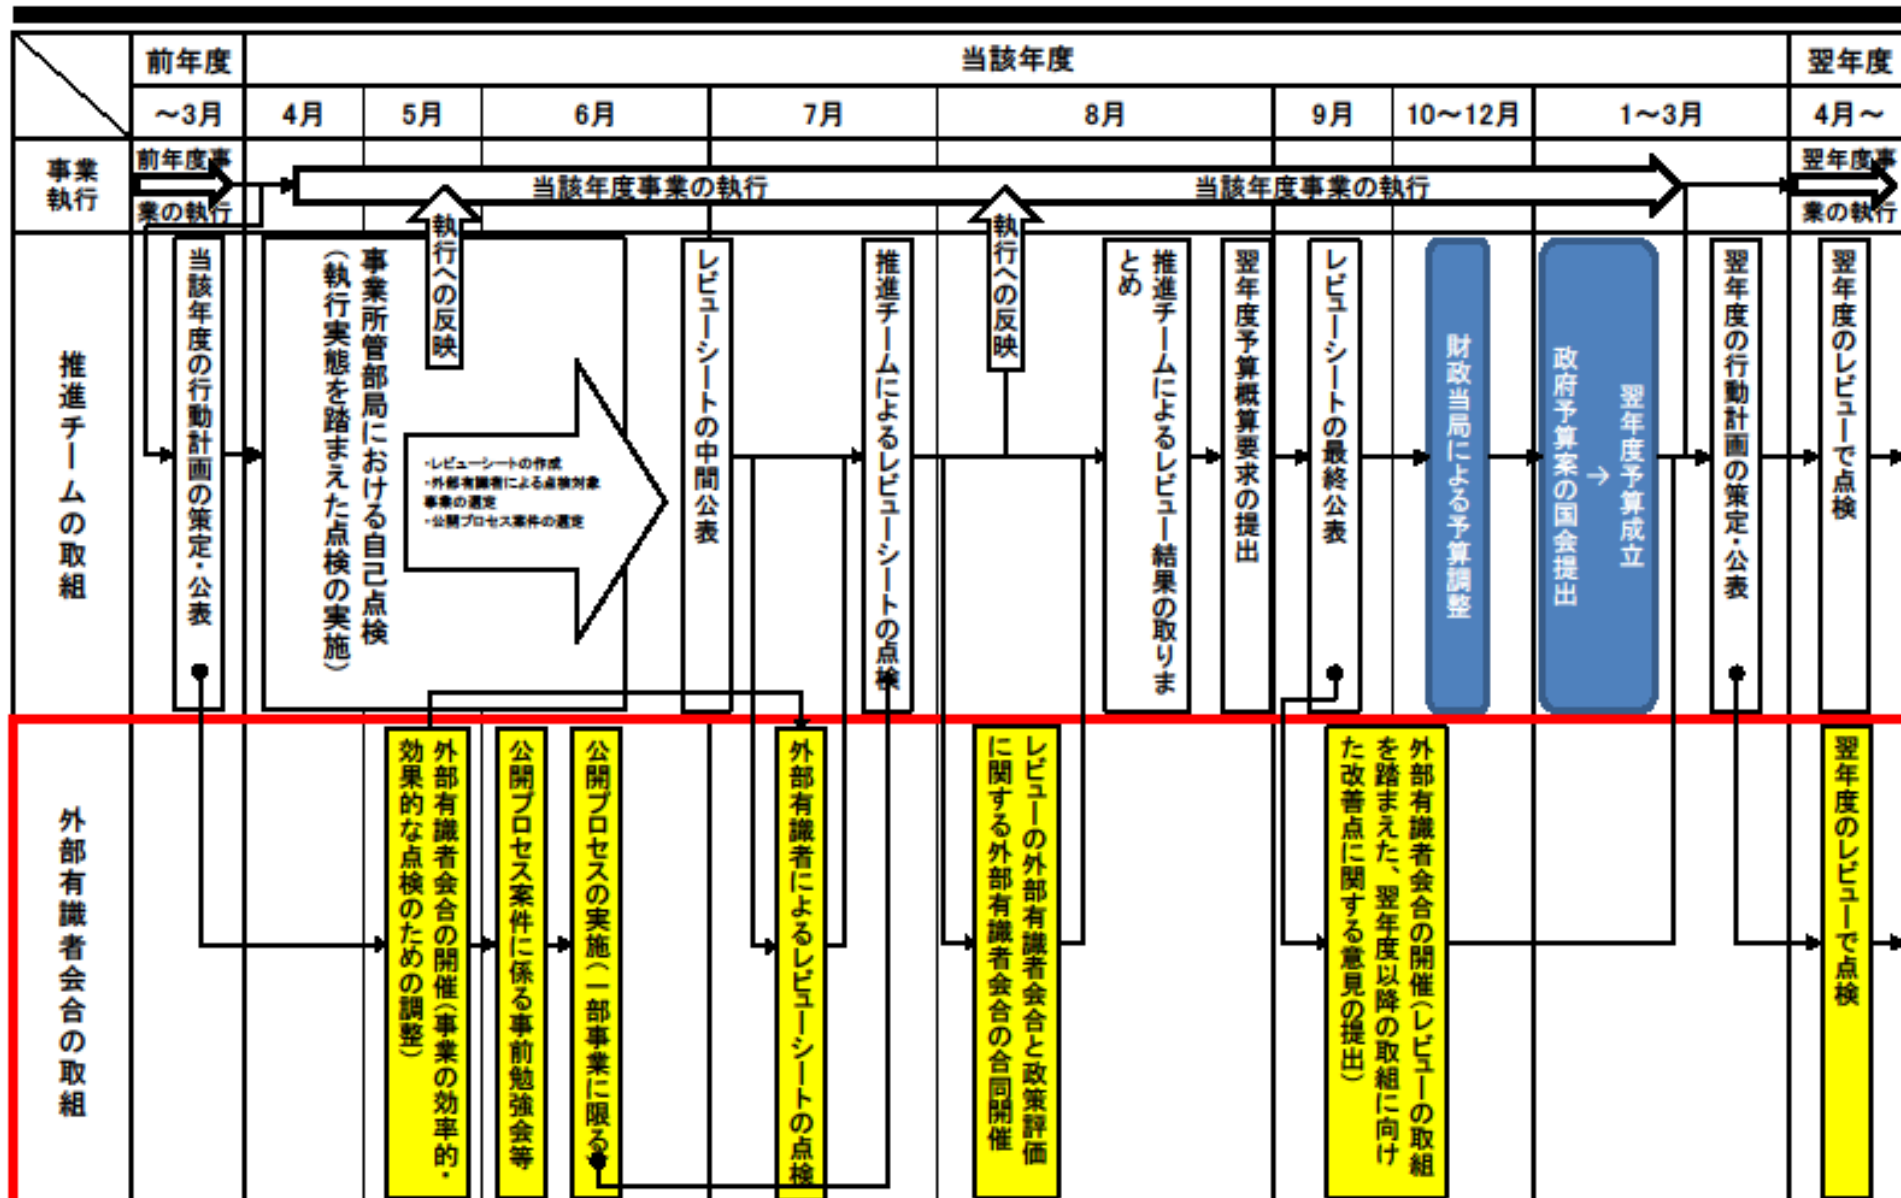 前年度
当該年度
翌年度
～3月
4月
5月
6月
7月
8月
9月
10～12月
1～3月
4月～
事業
執行
前年度事
業の執行
当該年度事業の執行
当該年度事業の執行
翌年度事
業の執行
推進チームの取組
当該年度の行動計画の策定・公表
事業所管部局における自己点検
（執行実態を踏まえた点検の実施）
執行への反映
・レビューシートの作成
・外部有識者による点検対象
事業の選定
・公開プロセス案件の選定
レビューシートの中間公表
推進チームによるレビューシートの点検
執行への反映
推進チームによるレビュー結果の取りま
とめ
翌年度予算概算要求の提出
レビューシートの最終公表
財政当局による予算調整
政府予算案の国会提出
→
翌年度予算成立
翌年度の行動計画の策定・公表
翌年度のレビューで点検
外部有識者会合の取組
外部有識者会合の開催（事業の効率的・
効果的な点検のための調整）
公開プロセス案件に係る事前勉強会等
公開プロセスの実施（一部事業に限る）
外部有識者によるレビューシートの点検
レビューの外部有識者会合と政策評価
に関する外部有識者会合の合同開催
外部有識者会合の開催（レビューの取組
を踏まえた、翌年度以降の取組に向け
た改善点に関する意見の提出）
翌年度のレビューで点検